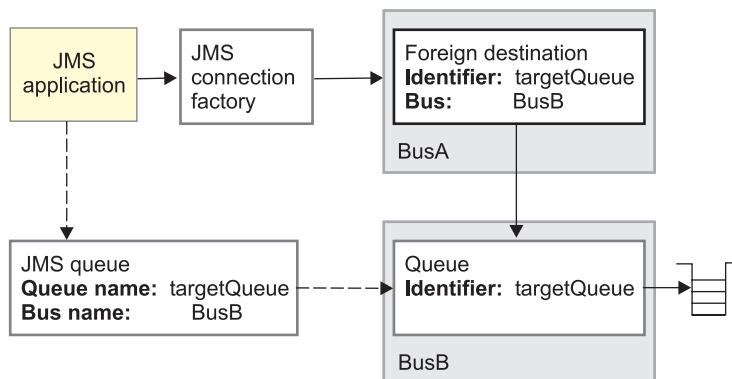 JMS
application
JMS
connection
factory
Foreign destination
Identifier: targetQueue
Bus: BusB
BusA
JMS queue
Queue name: targetQueue
Bus name: BusB
Queue
Identifier: targetQueue
BusB